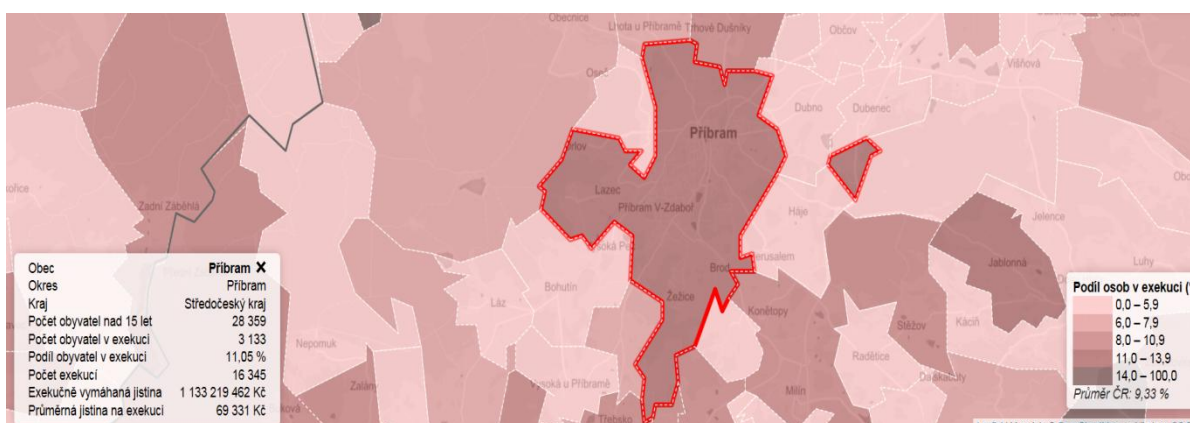 Obecnice
Lhota u Příbramě
Trhové Dušníky
Občov
Višňová
Dubno
Dubenec
Příbram
Lazec
Příbram V-Zdaboř
Zadní Záběhlá
Háje
Jelence
Jerusalem
Brod
Jablonná
Luhy
Bohutín
Láz
Žežice
Konětopy
Stěžov
Káciň
Nepomuk
Radětice
Zalány
Vysoká u Příbramě
Milín
Třebsko
Obec Příbram ✕
Okres Příbram
Kraj Středočeský kraj
Počet obyvatel nad 15 let 28 359
Počet obyvatel v exekuci 3 133
Podíl obyvatel v exekuci 11,05 %
Počet exekucí 16 345
Exekučně vymáhaná jistina 1 133 219 462 Kč
Průměrná jistina na exekuci 69 331 Kč
Podíl osob v exekuci (
0,0 – 5,9
6,0 – 7,9
8,0 – 10,9
11,0 – 13,9
14,0 – 100,0
Průměr ČR: 9,33 %